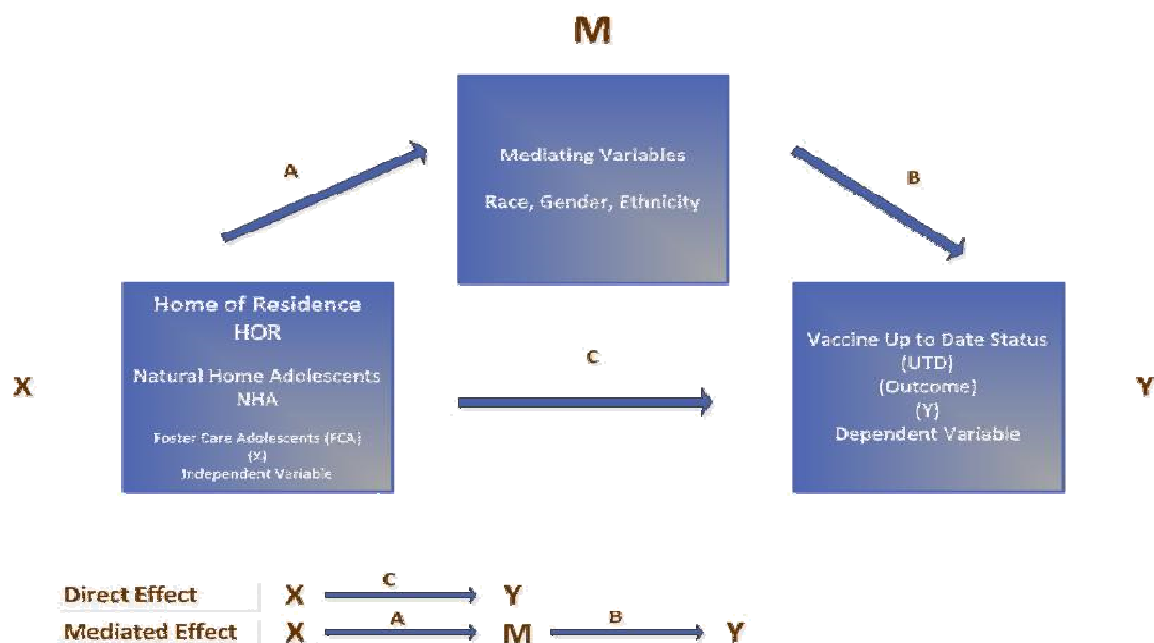 M
Mediating Variables
Race, Gender, Ethnicity
A
B
Home of Residence
HOR
Natural Home Adolescents
NHA
Foster Care Adolescents (FCA)
(X)
Independent Variable
X
C
Vaccine Up to Date Status
(UTD)
(Outcome)
(Y)
Dependent Variable
Y
Direct Effect X C Y
Mediated Effect X A M B Y